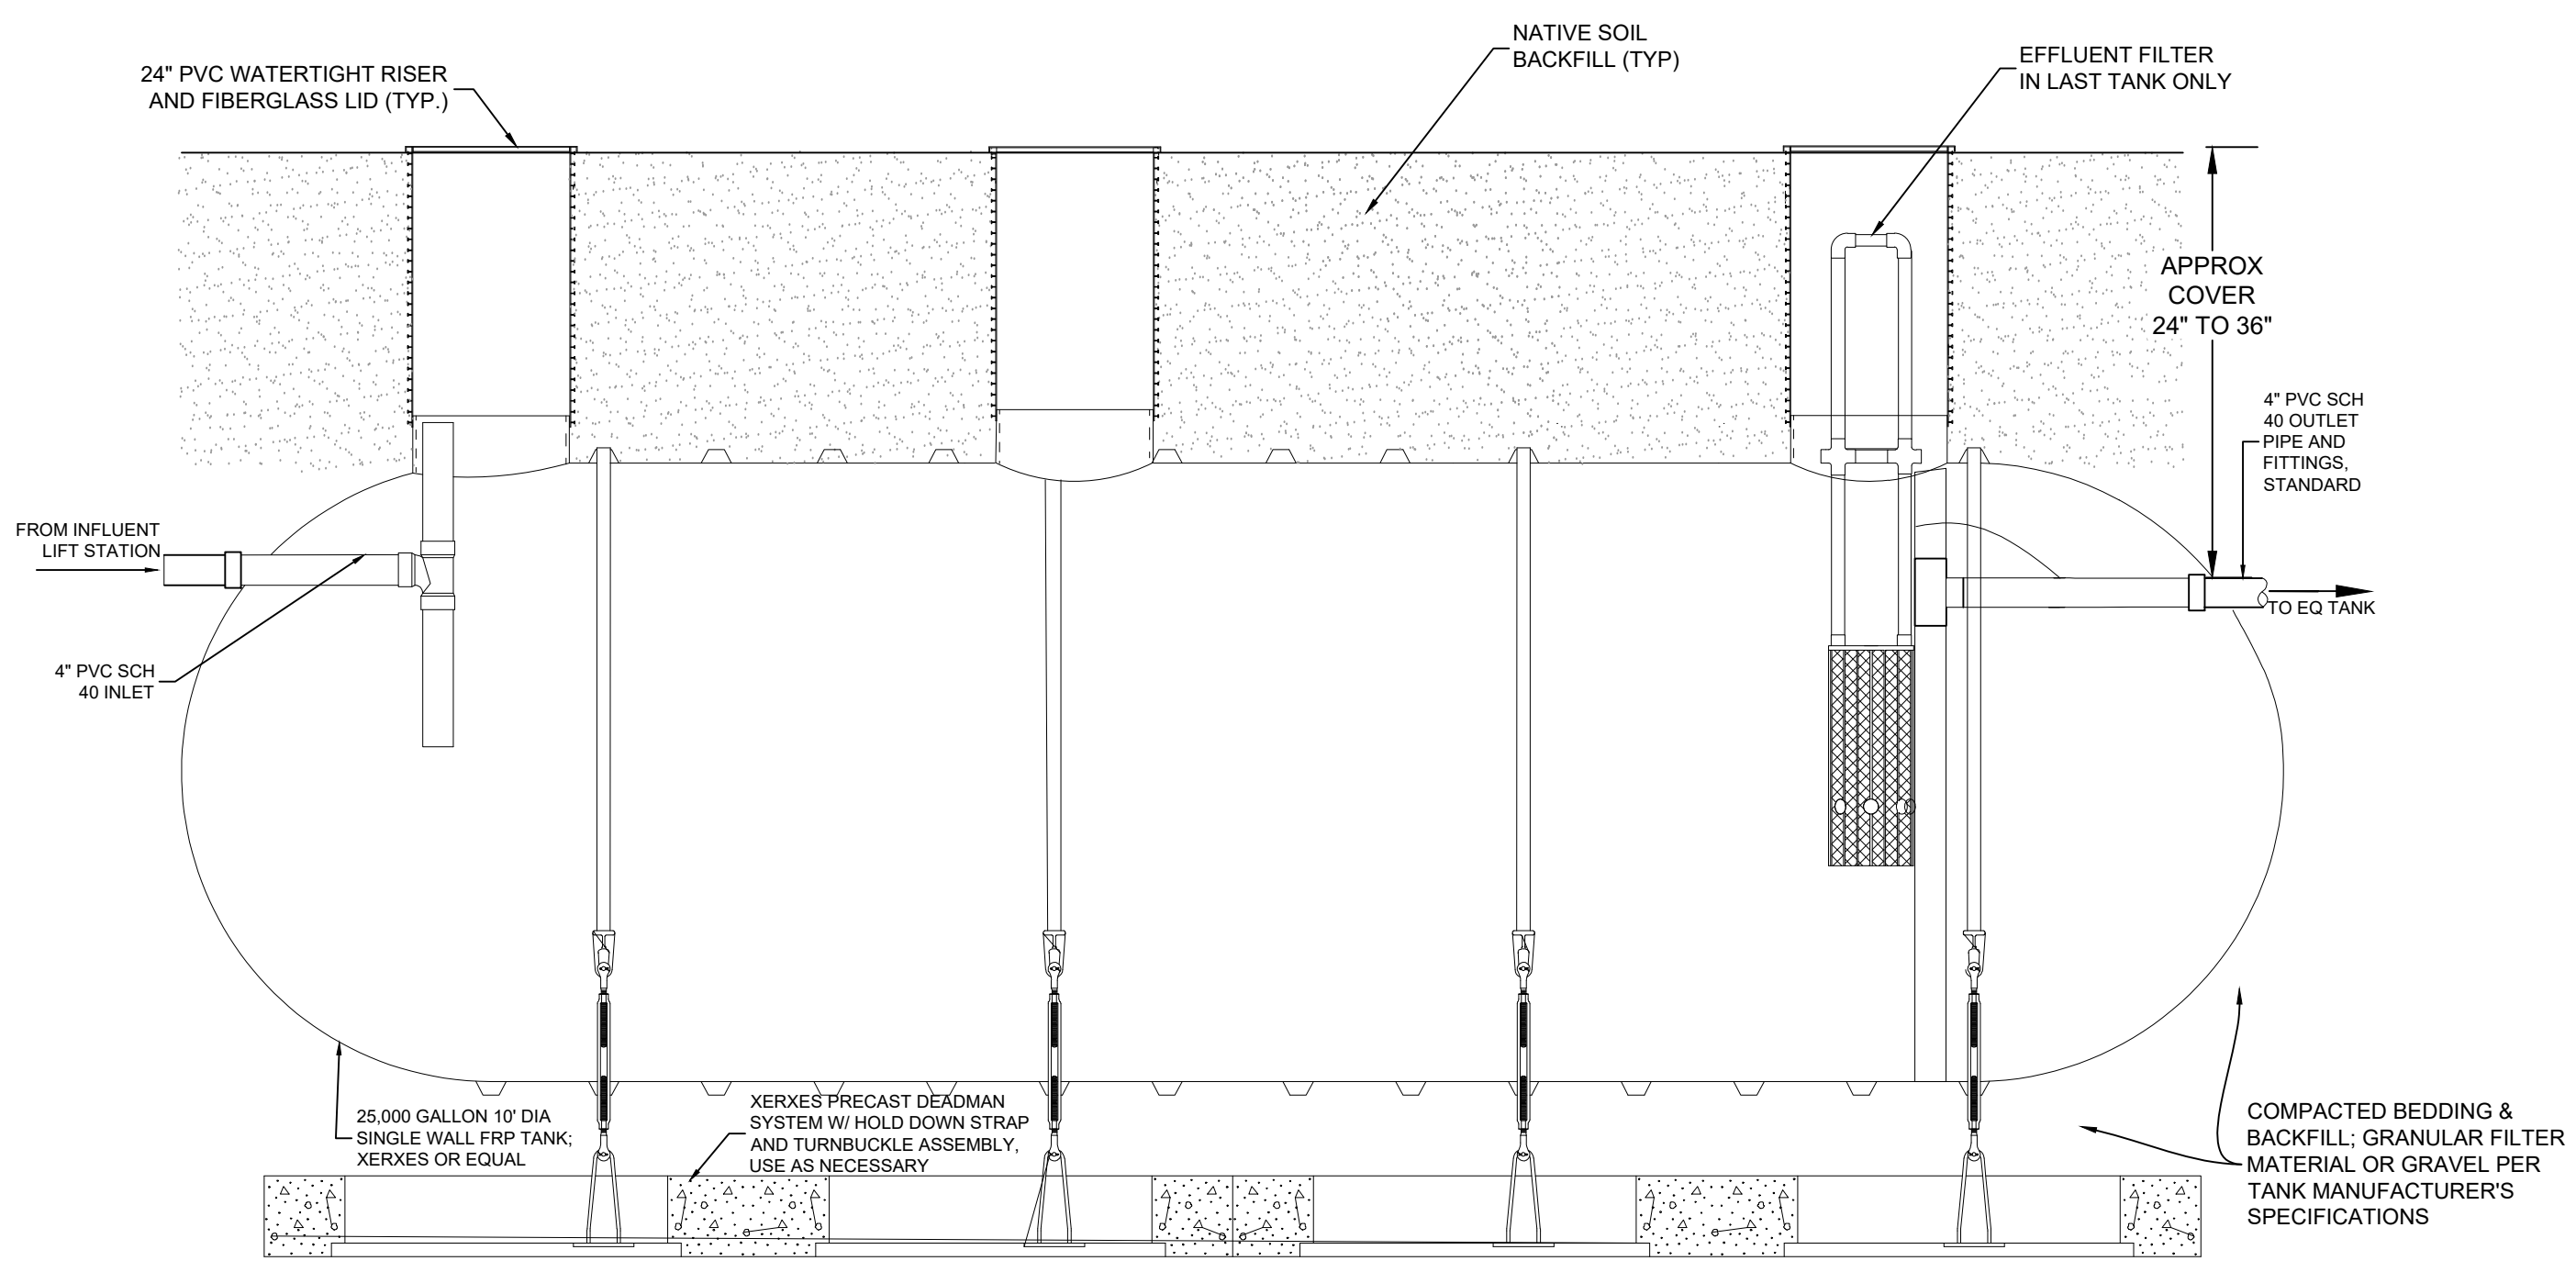 24" PVC WATERTIGHT RISER
AND FIBERGLASS LID (TYP.)
NATIVE SOIL
BACKFILL (TYP)
EFFLUENT FILTER
IN LAST TANK ONLY
APPROX
COVER
24" TO 36"
4" PVC SCH
40 OUTLET
PIPE AND
FITTINGS,
STANDARD
FROM INFLUENT
LIFT STATION
TO EQ TANK
4" PVC SCH
40 INLET
25,000 GALLON 10' DIA
SINGLE WALL FRP TANK;
XERXES OR EQUAL
XERXES PRECAST DEADMAN
SYSTEM W/ HOLD DOWN STRAP
AND TURNBUCKLE ASSEMBLY,
USE AS NECESSARY
COMPACTED BEDDING &
BACKFILL; GRANULAR FILTER
MATERIAL OR GRAVEL PER
TANK MANUFACTURER'S
SPECIFICATIONS